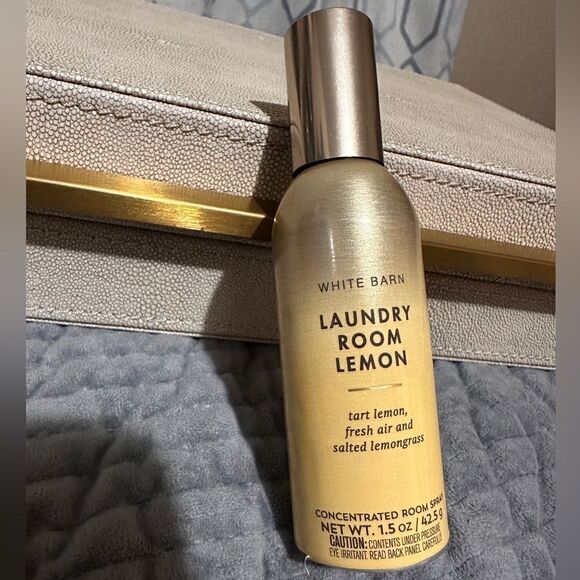 WHITE BARN
LAUNDRY
ROOM
LEMON
tart lemon,
fresh air and
salted lemongrass
CONCENTRATED ROOM SPRAY
NET WT. 1.5 OZ / 42.5 g
CAUTION: CONTENTS UNDER PRESSURE.
EYE IRRITANT. READ BACK PANEL CAREFULLY.